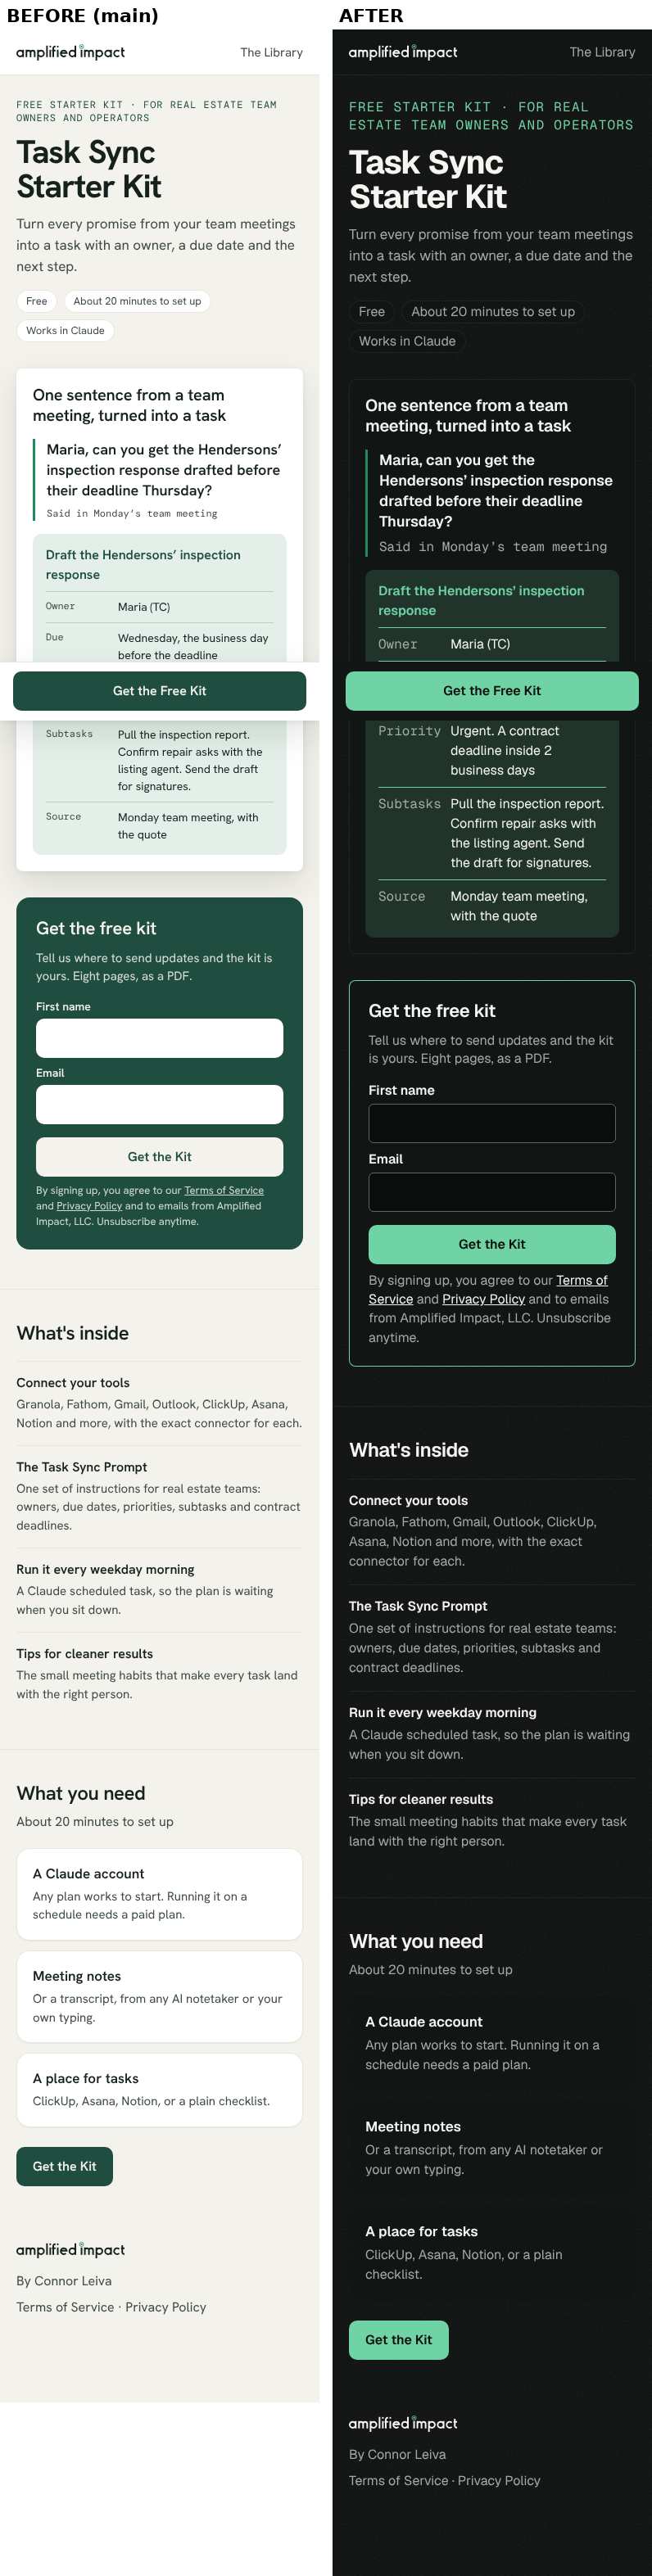 BEFORE (main)
amplified impact
The Library
FREE STARTER KIT · FOR REAL ESTATE TEAM
OWNERS AND OPERATORS
Task Sync
Starter Kit
Turn every promise from your team meetings
into a task with an owner, a due date and the
next step.
Free
About 20 minutes to set up
Works in Claude
One sentence from a team
meeting, turned into a task
Maria, can you get the Hendersons’
inspection response drafted before
their deadline Thursday?
Said in Monday’s team meeting
Draft the Hendersons’ inspection
response
Owner Maria (TC)
Due Wednesday, the business day
before the deadline
Get the Free Kit
Subtasks Pull the inspection report.
Confirm repair asks with the
listing agent. Send the draft
for signatures.
Source Monday team meeting, with
the quote
Get the free kit
Tell us where to send updates and the kit is
yours. Eight pages, as a PDF.
First name
Email
Get the Kit
By signing up, you agree to our Terms of Service
and Privacy Policy and to emails from Amplified
Impact, LLC. Unsubscribe anytime.
What's inside
Connect your tools
Granola, Fathom, Gmail, Outlook, ClickUp, Asana,
Notion and more, with the exact connector for each.
The Task Sync Prompt
One set of instructions for real estate teams:
owners, due dates, priorities, subtasks and contract
deadlines.
Run it every weekday morning
A Claude scheduled task, so the plan is waiting
when you sit down.
Tips for cleaner results
The small meeting habits that make every task land
with the right person.
What you need
About 20 minutes to set up
A Claude account
Any plan works to start. Running it on a
schedule needs a paid plan.
Meeting notes
Or a transcript, from any AI notetaker or your
own typing.
A place for tasks
ClickUp, Asana, Notion, or a plain checklist.
Get the Kit
amplified impact
By Connor Leiva
Terms of Service · Privacy Policy
AFTER
amplified impact
The Library
FREE STARTER KIT · FOR REAL
ESTATE TEAM OWNERS AND OPERATORS
Task Sync
Starter Kit
Turn every promise from your team meetings
into a task with an owner, a due date and the
next step.
Free
About 20 minutes to set up
Works in Claude
One sentence from a team
meeting, turned into a task
Maria, can you get the
Hendersons’ inspection response
drafted before their deadline
Thursday?
Said in Monday’s team meeting
Draft the Hendersons’ inspection
response
Owner Maria (TC)
Get the Free Kit
Priority Urgent. A contract
deadline inside 2
business days
Subtasks Pull the inspection report.
Confirm repair asks with
the listing agent. Send
the draft for signatures.
Source Monday team meeting,
with the quote
Get the free kit
Tell us where to send updates and the kit
is yours. Eight pages, as a PDF.
First name
Email
Get the Kit
By signing up, you agree to our Terms of
Service and Privacy Policy and to emails
from Amplified Impact, LLC. Unsubscribe
anytime.
What's inside
Connect your tools
Granola, Fathom, Gmail, Outlook, ClickUp,
Asana, Notion and more, with the exact
connector for each.
The Task Sync Prompt
One set of instructions for real estate teams:
owners, due dates, priorities, subtasks and
contract deadlines.
Run it every weekday morning
A Claude scheduled task, so the plan is waiting
when you sit down.
Tips for cleaner results
The small meeting habits that make every task
land with the right person.
What you need
About 20 minutes to set up
A Claude account
Any plan works to start. Running it on a
schedule needs a paid plan.
Meeting notes
Or a transcript, from any AI notetaker or
your own typing.
A place for tasks
ClickUp, Asana, Notion, or a plain
checklist.
Get the Kit
amplified impact
By Connor Leiva
Terms of Service · Privacy Policy